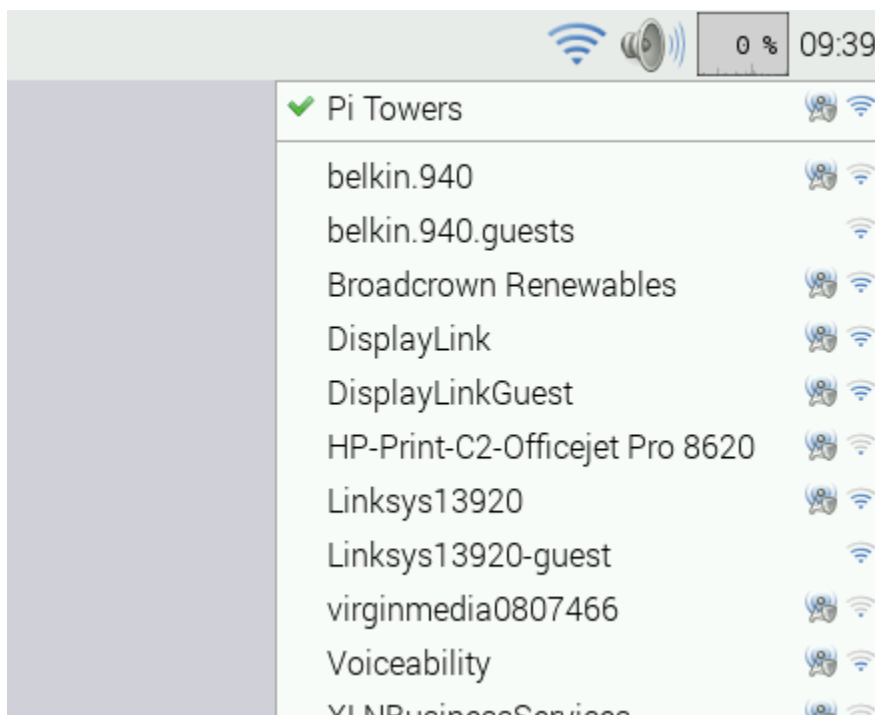 0 % 09:39
Pi Towers
belkin.940
belkin.940.guests
Broadcrown Renewables
DisplayLink
DisplayLinkGuest
HP-Print-C2-Officejet Pro 8620
Linksys13920
Linksys13920-guest
virginmedia0807466
Voiceability
XLNBusinessServices